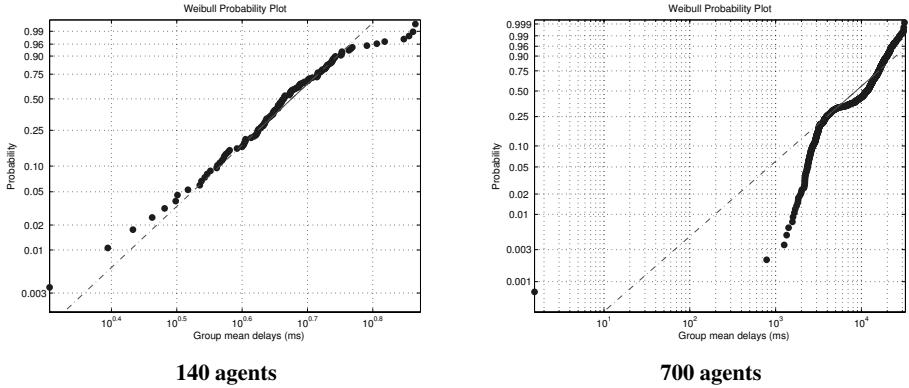 Weibull Probability Plot
0.99
0.96
0.90
0.75
0.50
0.25
0.10
0.05
0.02
0.01
0.003
Probability
10^0.4 10^0.5 10^0.6 10^0.7 10^0.8
Group mean delays (ms)
140 agents
Weibull Probability Plot
0.999
0.99
0.96
0.90
0.75
0.50
0.25
0.10
0.05
0.02
0.01
0.003
0.001
Probability
10^1 10^2 10^3 10^4
Group mean delays (ms)
700 agents